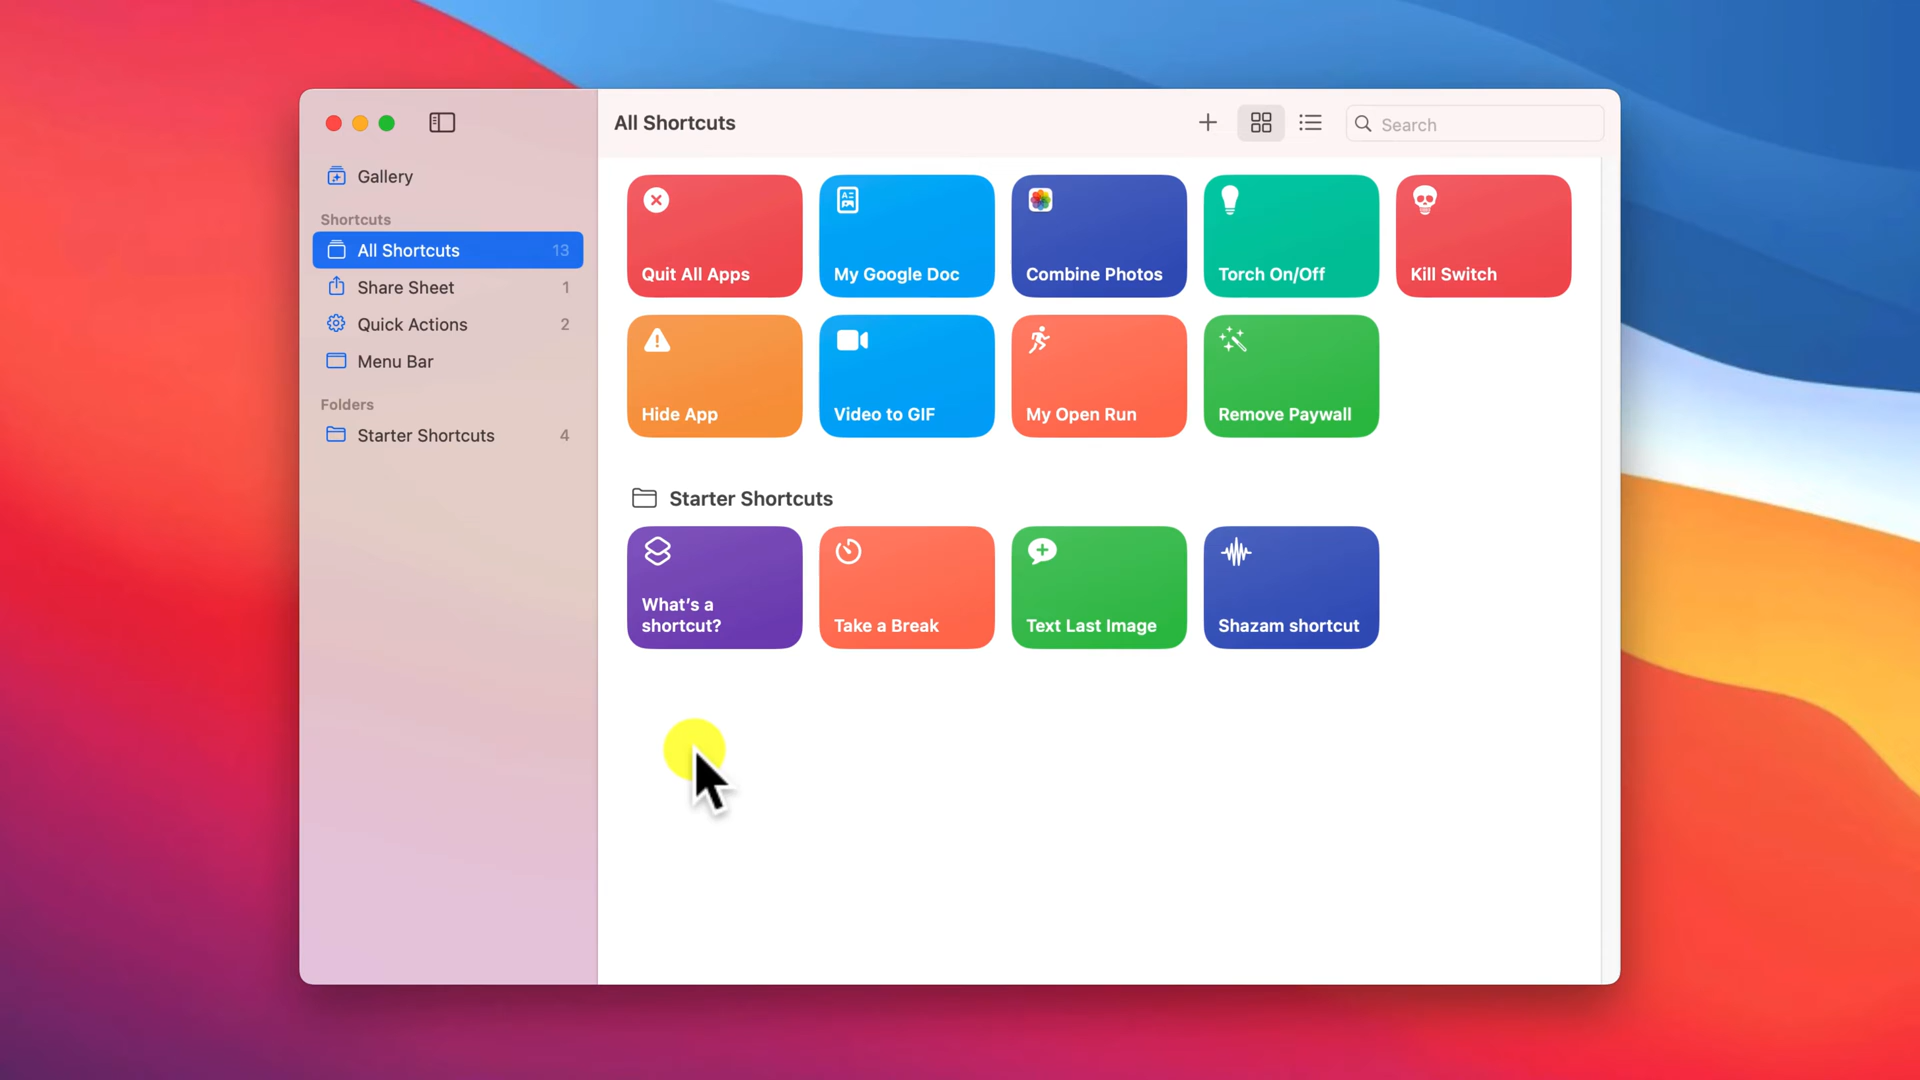 All Shortcuts
Search
Gallery
Shortcuts
All Shortcuts 13
Share Sheet 1
Quick Actions 2
Menu Bar
Folders
Starter Shortcuts 4
Quit All Apps
My Google Doc
Combine Photos
Torch On/Off
Kill Switch
Hide App
Video to GIF
My Open Run
Remove Paywall
Starter Shortcuts
What's a
shortcut?
Take a Break
Text Last Image
Shazam shortcut